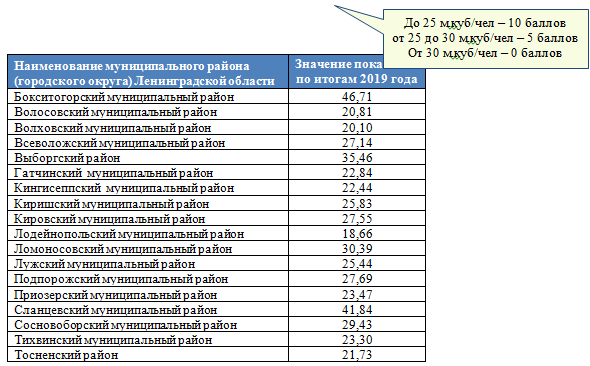 До 25 м.куб/чел – 10 баллов
от 25 до 30 м.куб/чел – 5 баллов
От 30 м.куб/чел – 0 баллов
Наименование муниципального района Значение
(городского округа) Ленинградской области по итогам 2019 года
Бокситогорский муниципальный район 46,71
Волосовский муниципальный район 20,81
Волховский муниципальный район 20,10
Всеволожский муниципальный район 27,14
Выборгский район 35,46
Гатчинский муниципальный район 22,84
Кингисеппский муниципальный район 22,44
Киришский муниципальный район 25,83
Кировский муниципальный район 27,55
Лодейнопольский муниципальный район 18,66
Ломоносовский муниципальный район 30,39
Лужский муниципальный район 25,44
Подпорожский муниципальный район 27,69
Приозерский муниципальный район 23,47
Сланцевский муниципальный район 41,84
Сосновоборский муниципальный район 29,43
Тихвинский муниципальный район 23,30
Тосненский район 21,73